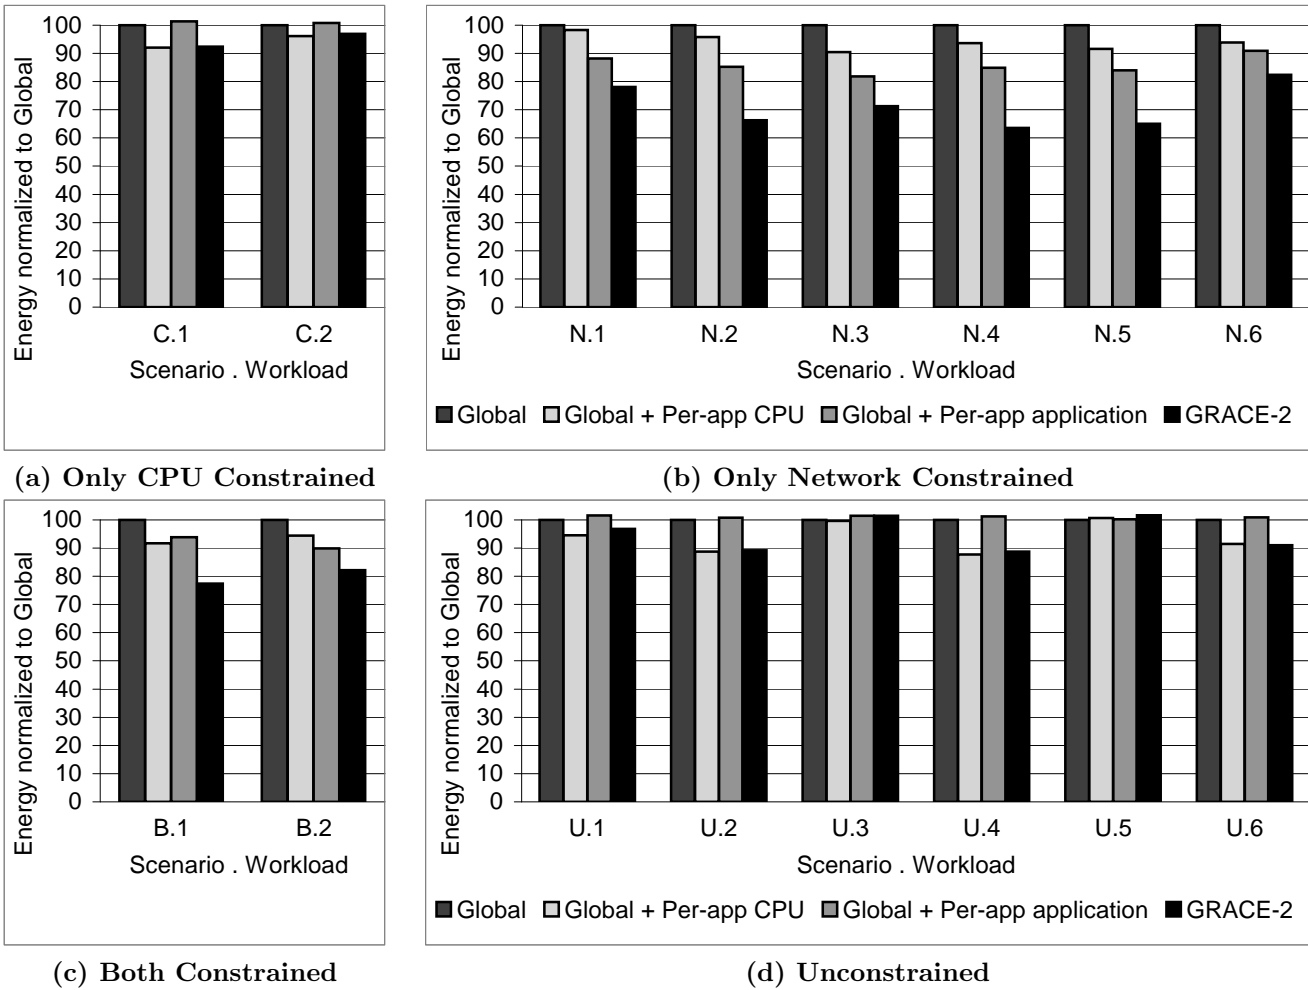 Energy normalized to Global
100
90
80
70
60
50
40
30
20
10
0
C.1 C.2
Scenario . Workload
(a) Only CPU Constrained
Energy normalized to Global
100
90
80
70
60
50
40
30
20
10
0
N.1 N.2 N.3 N.4 N.5 N.6
Scenario . Workload
Global Global + Per-app CPU Global + Per-app application GRACE-2
(b) Only Network Constrained
Energy normalized to Global
100
90
80
70
60
50
40
30
20
10
0
B.1 B.2
Scenario . Workload
(c) Both Constrained
Energy normalized to Global
100
90
80
70
60
50
40
30
20
10
0
U.1 U.2 U.3 U.4 U.5 U.6
Scenario . Workload
Global Global + Per-app CPU Global + Per-app application GRACE-2
(d) Unconstrained